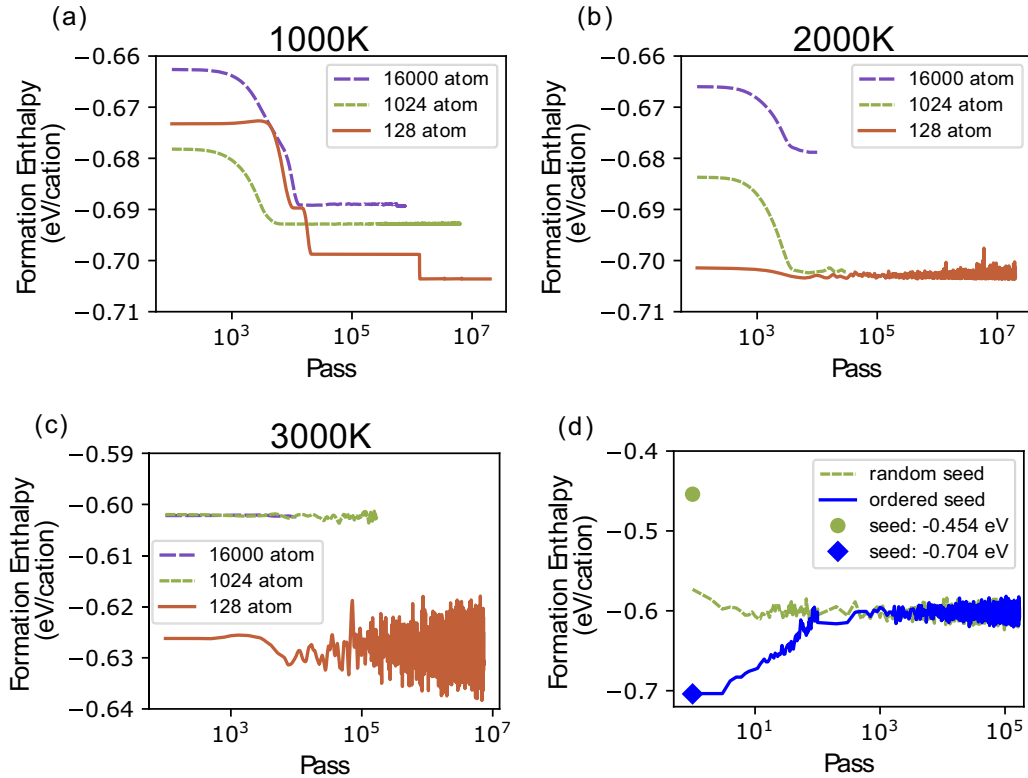 (a)
1000K
Formation Enthalpy
(eV/cation)
−0.66
−0.67
−0.68
−0.69
−0.70
−0.71
16000 atom
1024 atom
128 atom
10³
10⁵
10⁷
Pass
(b)
2000K
Formation Enthalpy
(eV/cation)
−0.66
−0.67
−0.68
−0.69
−0.70
−0.71
16000 atom
1024 atom
128 atom
10³
10⁵
10⁷
Pass
(c)
3000K
Formation Enthalpy
(eV/cation)
−0.59
−0.60
−0.61
−0.62
−0.63
−0.64
16000 atom
1024 atom
128 atom
10³
10⁵
10⁷
Pass
(d)
Formation Enthalpy
(eV/cation)
−0.4
−0.5
−0.6
−0.7
random seed
ordered seed
seed: -0.454 eV
seed: -0.704 eV
10¹
10³
10⁵
Pass